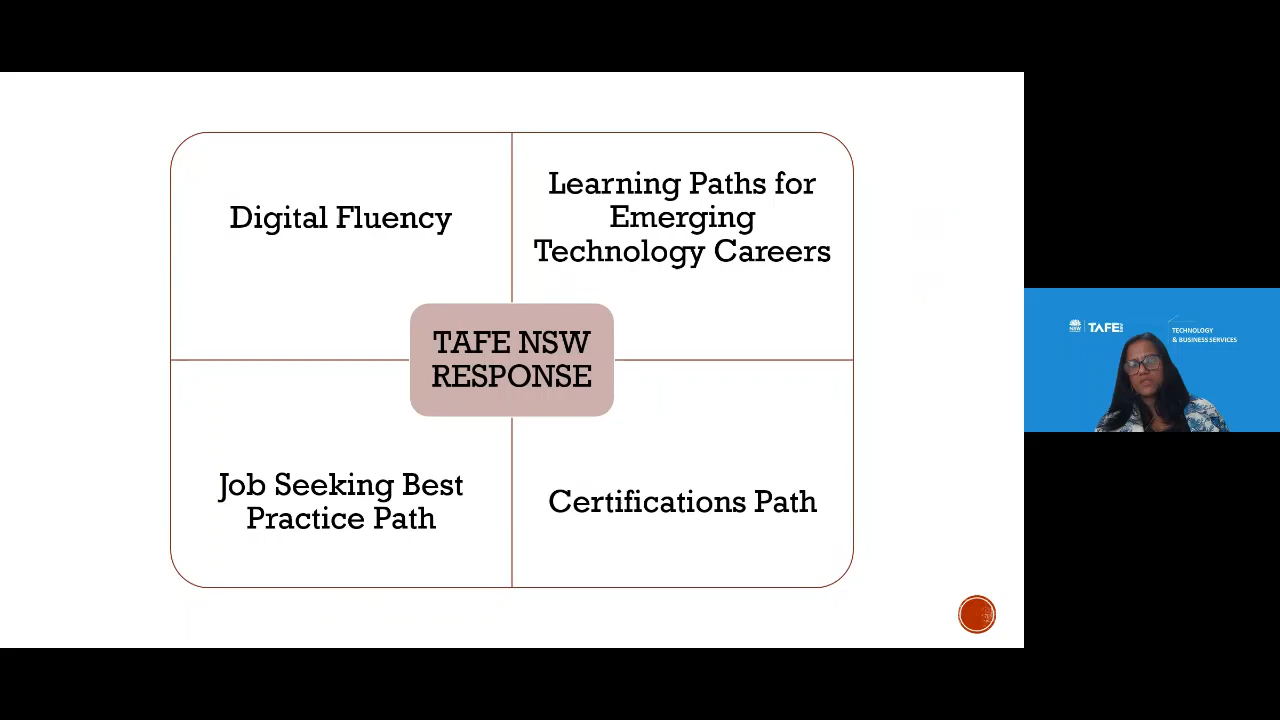 Digital Fluency
Learning Paths for
Emerging
Technology Careers
TAFE NSW
RESPONSE
Job Seeking Best
Practice Path
Certifications Path
TAFE
TECHNOLOGY
& BUSINESS SERVICES